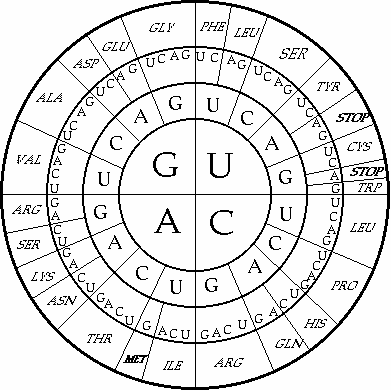 PHE
LEU
SER
TYR
STOP
CYS
STOP
TRP
LEU
PRO
HIS
GLN
ARG
ILE
MET
THR
ASN
LYS
SER
ARG
VAL
ALA
ASP
GLU
GLY
U C A G U C A G U C A G U C A G
U C A G U C A G U C A G U C A G
U C A G U C A G U C A G U C A G
U C A G U C A G U C A G U C A G
U C A G
U C A G
U C A G
U C A G
G U
A C